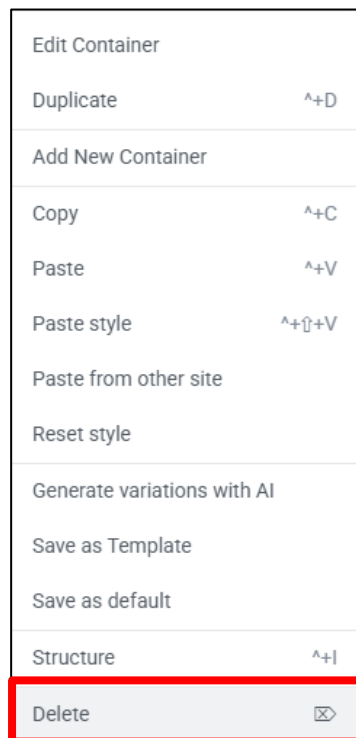 Edit Container
Duplicate ^+D
Add New Container
Copy ^+C
Paste ^+V
Paste style ^+⇧+V
Paste from other site
Reset style
Generate variations with AI
Save as Template
Save as default
Structure ^+I
Delete ⌦